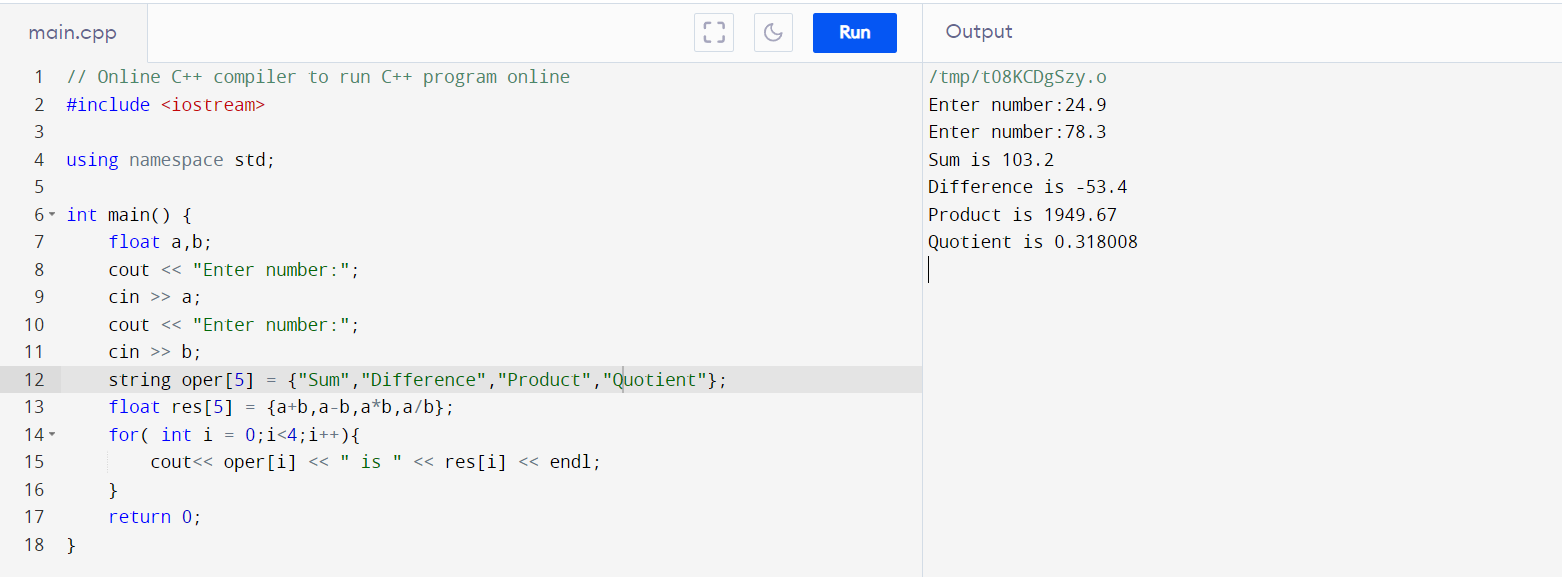 main.cpp
Run
Output
1 // Online C++ compiler to run C++ program online
2 #include <iostream>
3
4 using namespace std;
5
6 int main() {
7     float a,b;
8     cout << "Enter number:";
9     cin >> a;
10     cout << "Enter number:";
11     cin >> b;
12     string oper[5] = {"Sum","Difference","Product","Quotient"};
13     float res[5] = {a+b,a-b,a*b,a/b};
14     for( int i = 0;i<4;i++){
15         cout<< oper[i] << " is " << res[i] << endl;
16     }
17     return 0;
18 }
/tmp/t08KCDgSzy.o
Enter number:24.9
Enter number:78.3
Sum is 103.2
Difference is -53.4
Product is 1949.67
Quotient is 0.318008